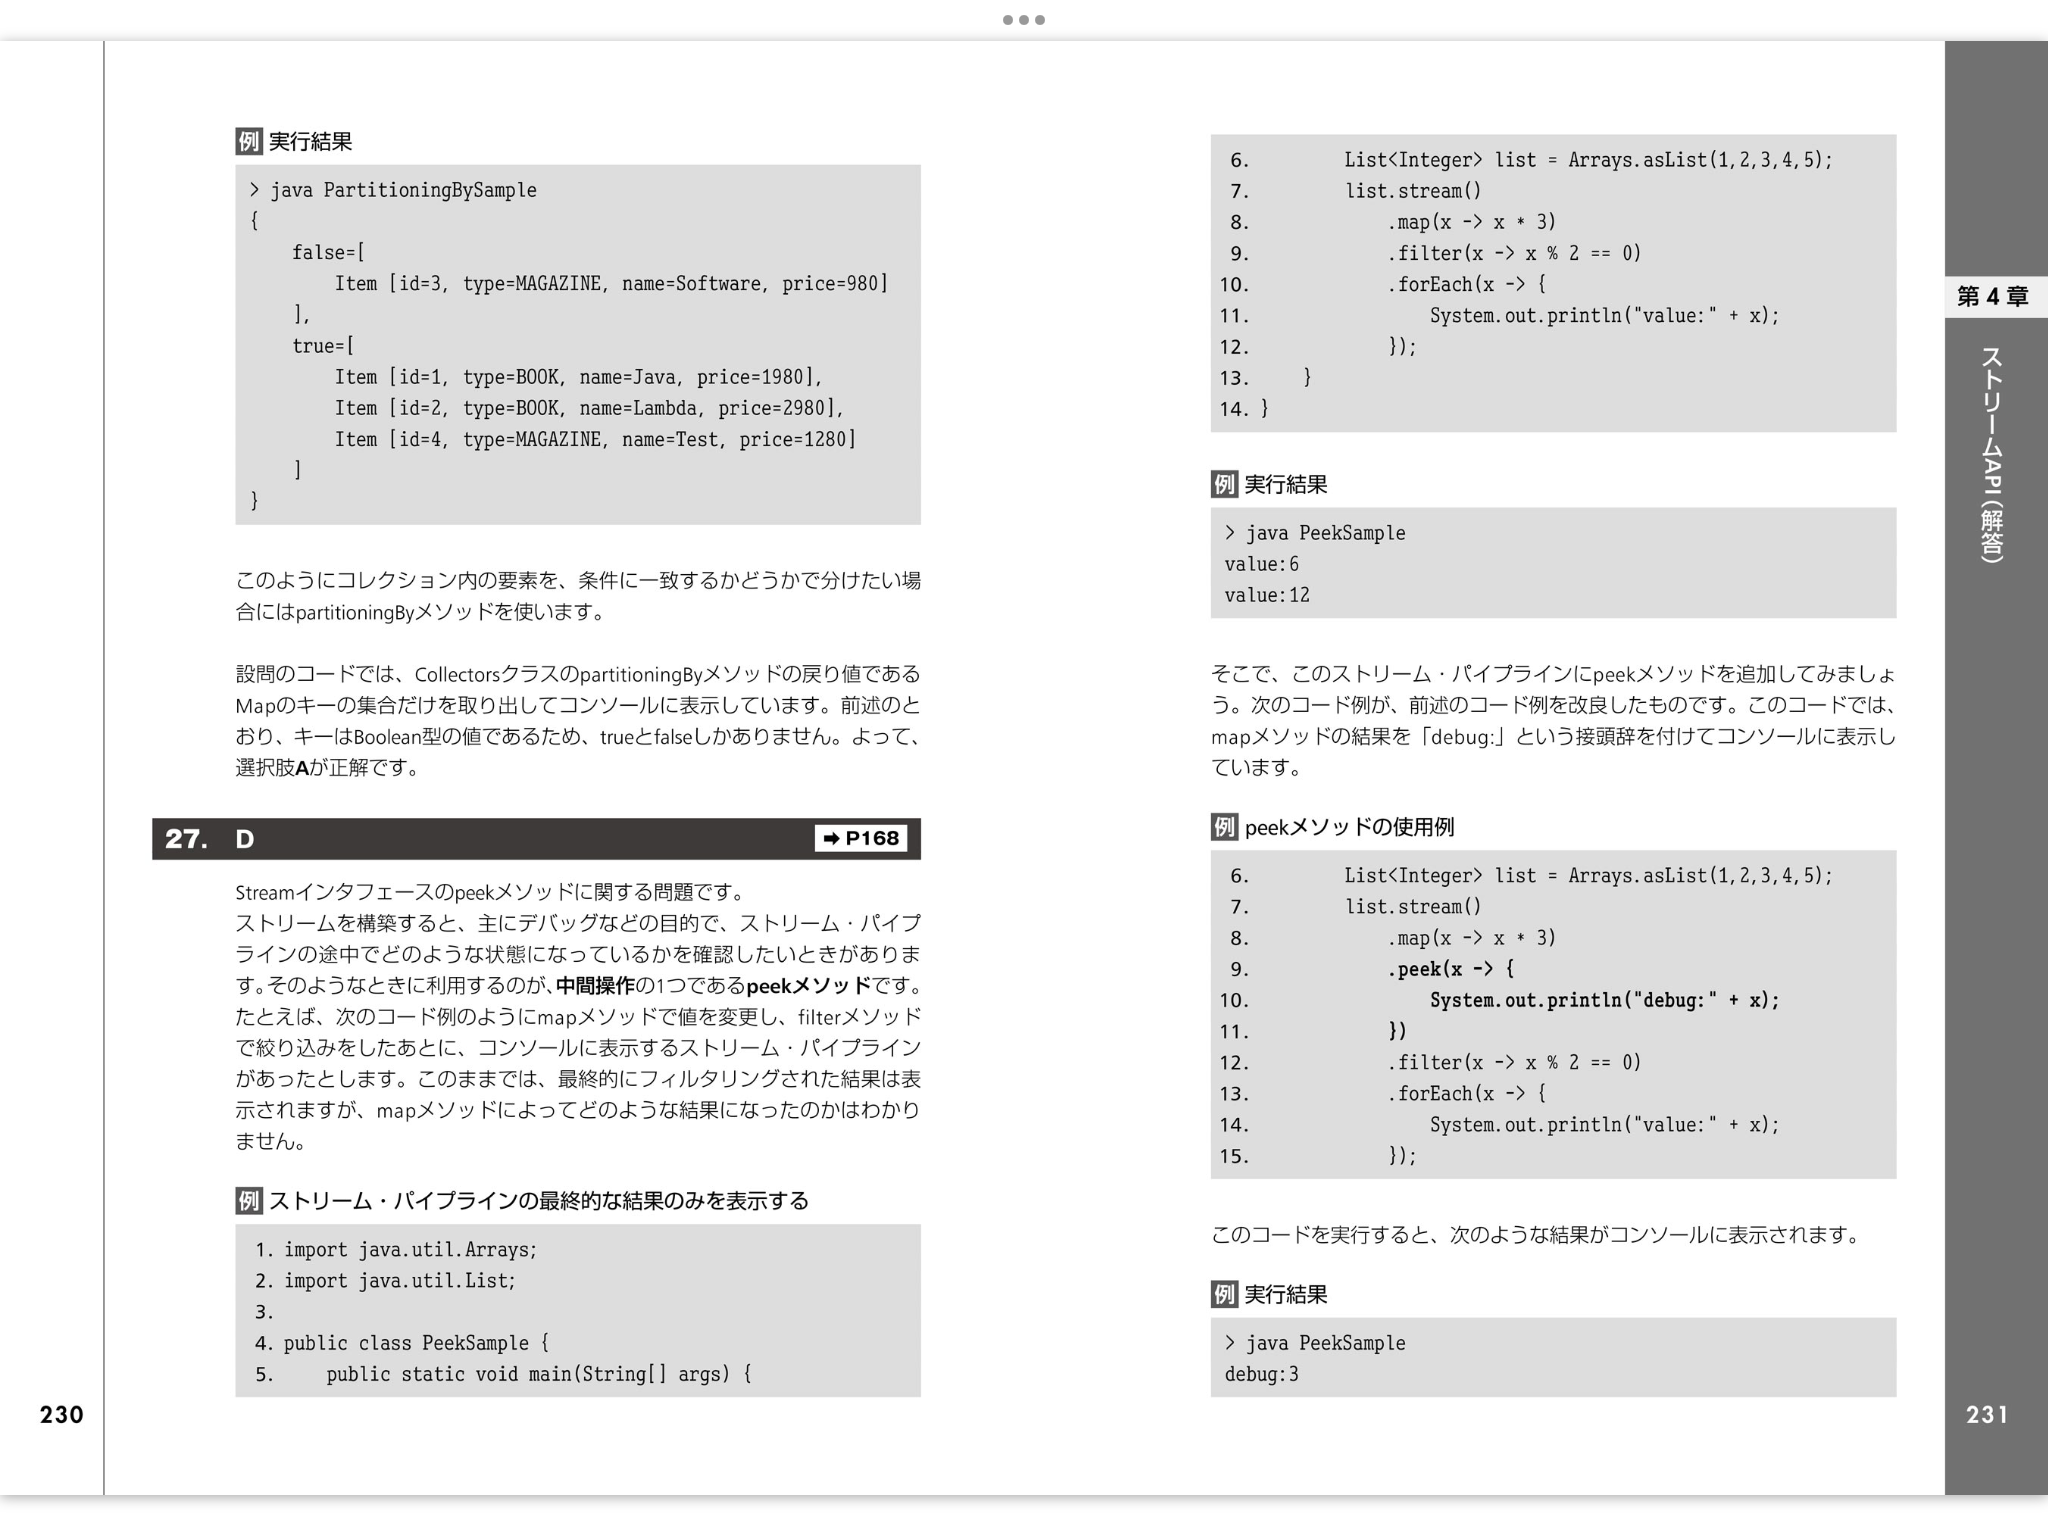 例 実行結果
> java PartitioningBySample
{
    false=[
        Item [id=3, type=MAGAZINE, name=Software, price=980]
    ],
    true=[
        Item [id=1, type=BOOK, name=Java, price=1980],
        Item [id=2, type=BOOK, name=Lambda, price=2980],
        Item [id=4, type=MAGAZINE, name=Test, price=1280]
    ]
}
このようにコレクション内の要素を、条件に一致するかどうかで分けたい場
合にはpartitioningByメソッドを使います。
設問のコードでは、CollectorsクラスのpartitioningByメソッドの戻り値である
Mapのキーの集合だけを取り出してコンソールに表示しています。前述のと
おり、キーはBoolean型の値であるため、trueとfalseしかありません。よって、
選択肢Aが正解です。
27. D ➡ P168
Streamインタフェースのpeekメソッドに関する問題です。
ストリームを構築すると、主にデバッグなどの目的で、ストリーム・パイプ
ラインの途中でどのような状態になっているかを確認したいときがありま
す。そのようなときに利用するのが、中間操作の1つであるpeekメソッドです。
たとえば、次のコード例のようにmapメソッドで値を変更し、filterメソッド
で絞り込みをしたあとに、コンソールに表示するストリーム・パイプライン
があったとします。このままでは、最終的にフィルタリングされた結果は表
示されますが、mapメソッドによってどのような結果になったのかはわかり
ません。
例 ストリーム・パイプラインの最終的な結果のみを表示する
1. import java.util.Arrays;
2. import java.util.List;
3.
4. public class PeekSample {
5.     public static void main(String[] args) {
230
6.         List<Integer> list = Arrays.asList(1,2,3,4,5);
7.         list.stream()
8.             .map(x -> x * 3)
9.             .filter(x -> x % 2 == 0)
10.             .forEach(x -> {
11.                 System.out.println("value:" + x);
12.             });
13.     }
14. }
例 実行結果
> java PeekSample
value:6
value:12
そこで、このストリーム・パイプラインにpeekメソッドを追加してみましょ
う。次のコード例が、前述のコード例を改良したものです。このコードでは、
mapメソッドの結果を「debug:」という接頭辞を付けてコンソールに表示し
ています。
例 peekメソッドの使用例
6.         List<Integer> list = Arrays.asList(1,2,3,4,5);
7.         list.stream()
8.             .map(x -> x * 3)
9.             .peek(x -> {
10.                 System.out.println("debug:" + x);
11.             })
12.             .filter(x -> x % 2 == 0)
13.             .forEach(x -> {
14.                 System.out.println("value:" + x);
15.             });
このコードを実行すると、次のような結果がコンソールに表示されます。
例 実行結果
> java PeekSample
debug:3
第4章
ストリームAPI（解答）
231